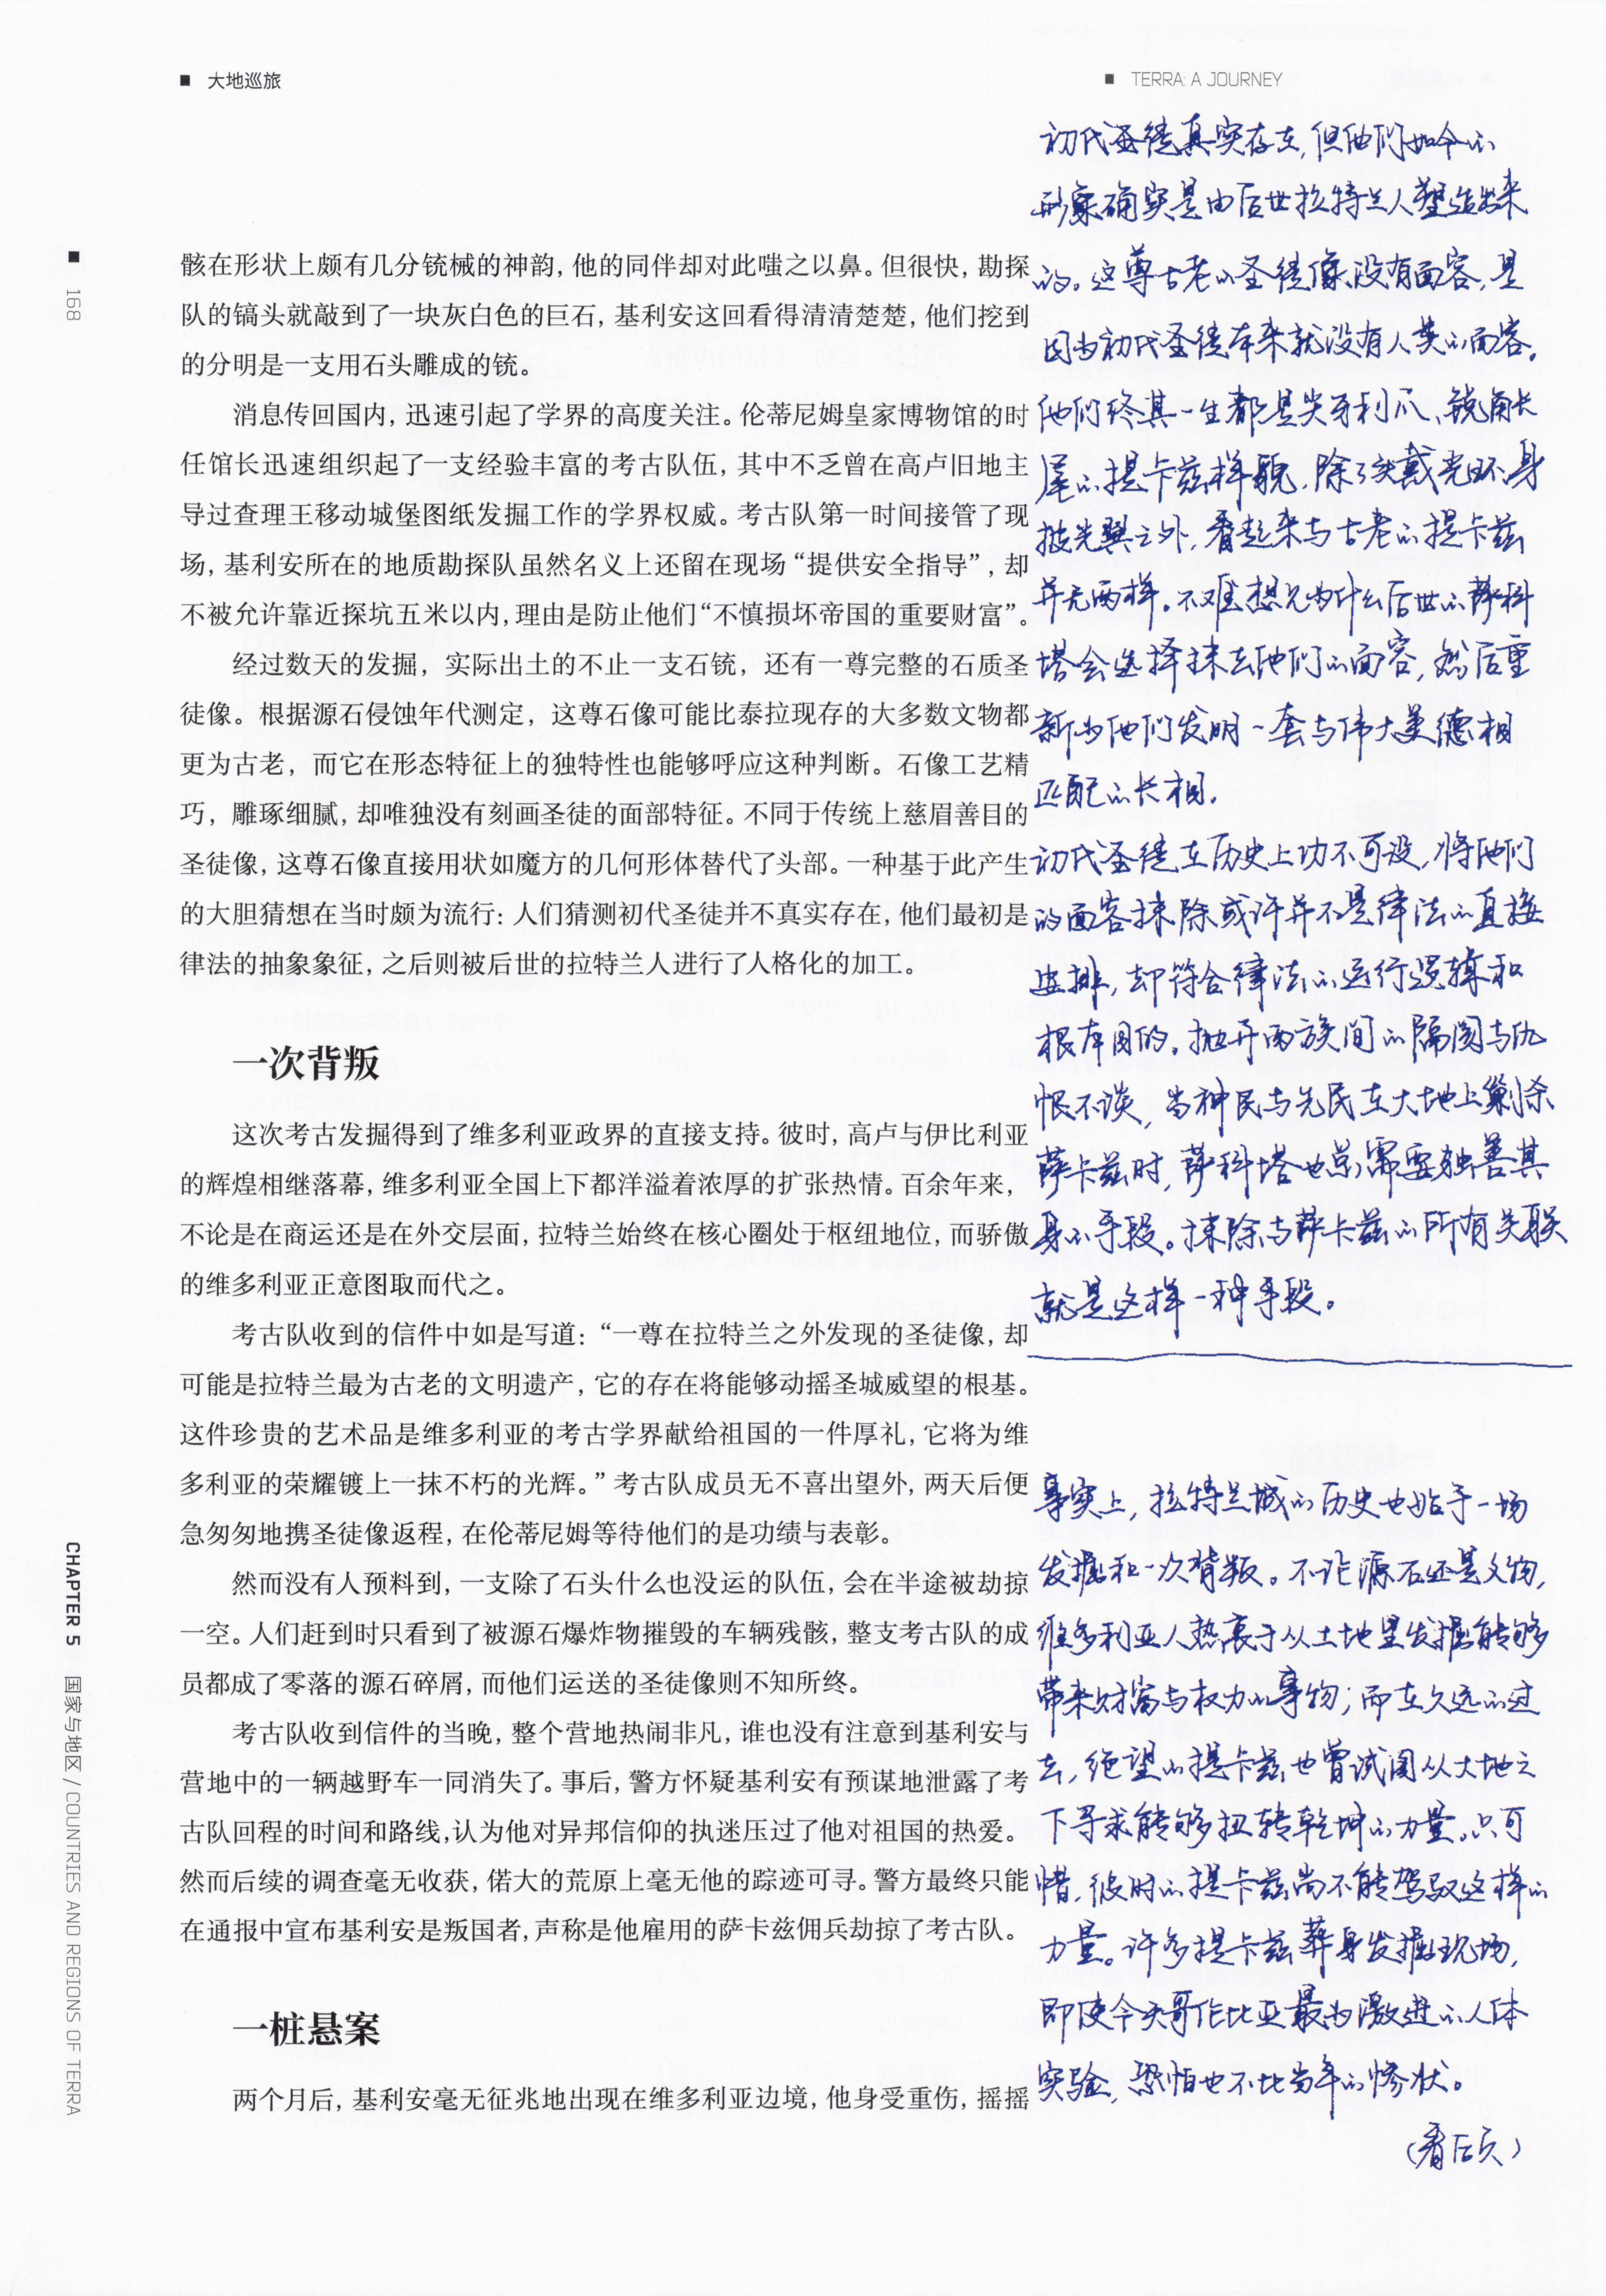 ■ 大地巡旅
■ TERRA: A JOURNEY
■ 168
骸在形状上颇有几分铳械的神韵，他的同伴却对此嗤之以鼻。但很快，勘探
队的镐头就敲到了一块灰白色的巨石，基利安这回看得清清楚楚，他们挖到
的分明是一支用石头雕成的铳。
消息传回国内，迅速引起了学界的高度关注。伦蒂尼姆皇家博物馆的时
任馆长迅速组织起了一支经验丰富的考古队伍，其中不乏曾在高卢旧地主
导过查理王移动城堡图纸发掘工作的学界权威。考古队第一时间接管了现
场，基利安所在的地质勘探队虽然名义上还留在现场“提供安全指导”，却
不被允许靠近探坑五米以内，理由是防止他们“不慎损坏帝国的重要财富”。
经过数天的发掘，实际出土的不止一支石铳，还有一尊完整的石质圣
徒像。根据源石侵蚀年代测定，这尊石像可能比泰拉现存的大多数文物都
更为古老，而它在形态特征上的独特性也能够呼应这种判断。石像工艺精
巧，雕琢细腻，却唯独没有刻画圣徒的面部特征。不同于传统上慈眉善目的
圣徒像，这尊石像直接用状如魔方的几何形体替代了头部。一种基于此产生
的大胆猜想在当时颇为流行：人们猜测初代圣徒并不真实存在，他们最初是
律法的抽象象征，之后则被后世的拉特兰人进行了人格化的加工。
一次背叛
这次考古发掘得到了维多利亚政界的直接支持。彼时，高卢与伊比利亚
的辉煌相继落幕，维多利亚全国上下都洋溢着浓厚的扩张热情。百余年来，
不论是在商运还是在外交层面，拉特兰始终在核心圈处于枢纽地位，而骄傲
的维多利亚正意图取而代之。
考古队收到的信件中如是写道：“一尊在拉特兰之外发现的圣徒像，却
可能是拉特兰最为古老的文明遗产，它的存在将能够动摇圣城威望的根基。
这件珍贵的艺术品是维多利亚的考古学界献给祖国的一件厚礼，它将为维
多利亚的荣耀镀上一抹不朽的光辉。”考古队成员无不喜出望外，两天后便
急匆匆地携圣徒像返程，在伦蒂尼姆等待他们的是功绩与表彰。
然而没有人预料到，一支除了石头什么也没运的队伍，会在半途被劫掠
一空。人们赶到时只看到了被源石爆炸物摧毁的车辆残骸，整支考古队的成
员都成了零落的源石碎屑，而他们运送的圣徒像则不知所终。
考古队收到信件的当晚，整个营地热闹非凡，谁也没有注意到基利安与
营地中的一辆越野车一同消失了。事后，警方怀疑基利安有预谋地泄露了考
古队回程的时间和路线，认为他对异邦信仰的执迷压过了他对祖国的热爱。
然而后续的调查毫无收获，偌大的荒原上毫无他的踪迹可寻。警方最终只能
在通报中宣布基利安是叛国者，声称是他雇用的萨卡兹佣兵劫掠了考古队。
一桩悬案
两个月后，基利安毫无征兆地出现在维多利亚边境，他身受重伤，摇摇
初代圣徒真实存在，但他们如今的
形象确实是由后世拉特兰人塑造出来
的。这尊古老的圣徒像没有面容，是
因为初代圣徒本来就没有人类的面容。
他们终其一生都是尖牙利爪、锐角长
尾的提卡兹样貌，除了头戴光环、身
披光翼之外，看起来与古老的提卡兹
并无两样。不难想见为什么后世的萨科
塔会选择抹去他们的面容，然后重
新为他们发明一套与伟大美德相
匹配的长相。
初代圣徒在历史上功不可没，将他们
的面容抹除或许并不是律法的直接
安排，却符合律法的运行逻辑和
根本目的。抛开两族间的隔阂与仇
恨不谈，当神民与先民在大地上剿杀
萨卡兹时，萨科塔也总需要独善其
身的手段。抹除与萨卡兹的所有关联
就是这样一种手段。
事实上，拉特兰城的历史也始于一场
发掘和一次背叛。不论源石还是文物，
维多利亚人热衷于从土地里发掘能够
带来财富与权力的事物；而在久远的过
去，绝望的提卡兹也曾试图从大地之
下寻求能够扭转乾坤的力量。只可
惜，彼时的提卡兹尚不能驾驭这样的
力量。许多提卡兹葬身发掘现场，
即使今天哥伦比亚最为激进的人体
实验，恐怕也不比当年的惨状。
（看后页）
CHAPTER 5 国家与地区 / COUNTRIES AND REGIONS OF TERRA